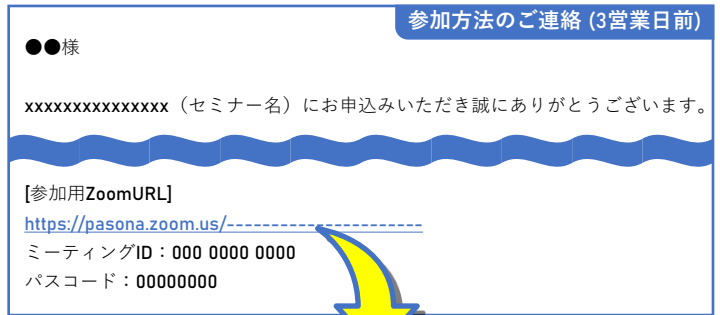 参加方法のご連絡 (3営業日前)
●●様
xxxxxxxxxxxxxxx（セミナー名）にお申込みいただき誠にありがとうございます。
[参加用ZoomURL]
https://pasona.zoom.us/-----------------------
ミーティングID：000 0000 0000
パスコード：00000000